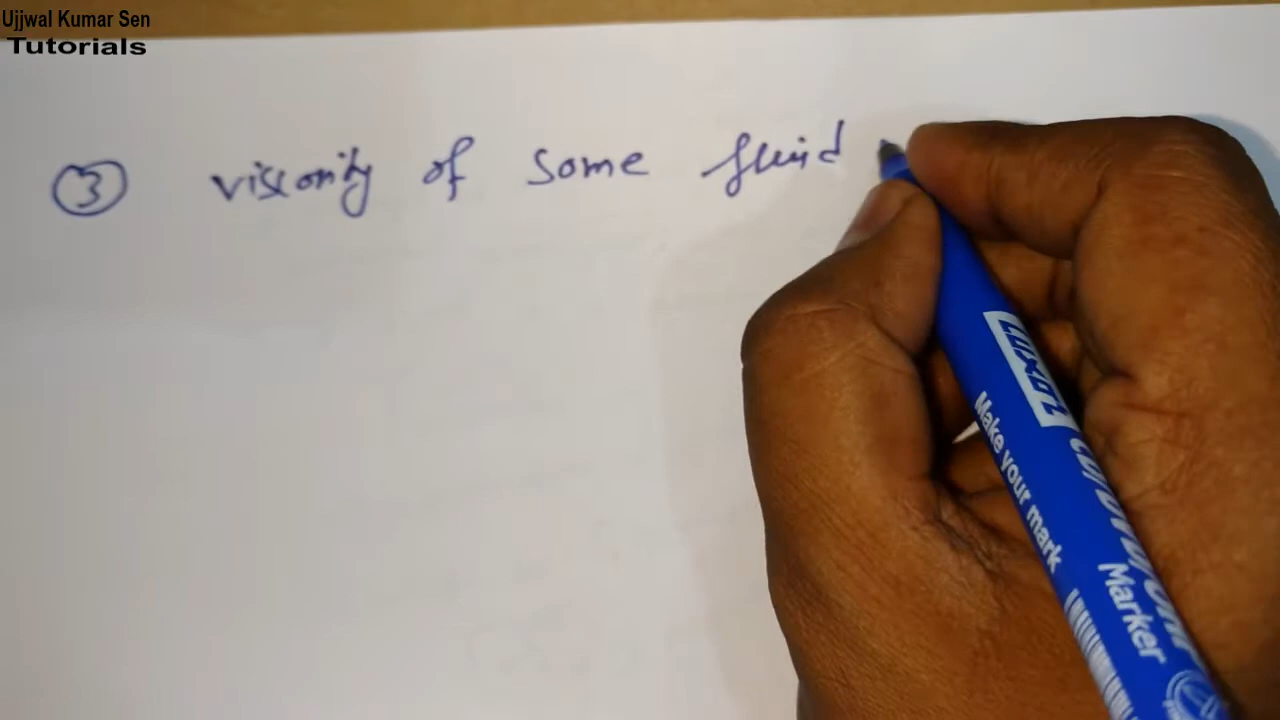 Ujjwal Kumar Sen
Tutorials
③ viscosity of some fluid
LUXOR
Make your mark
Marker